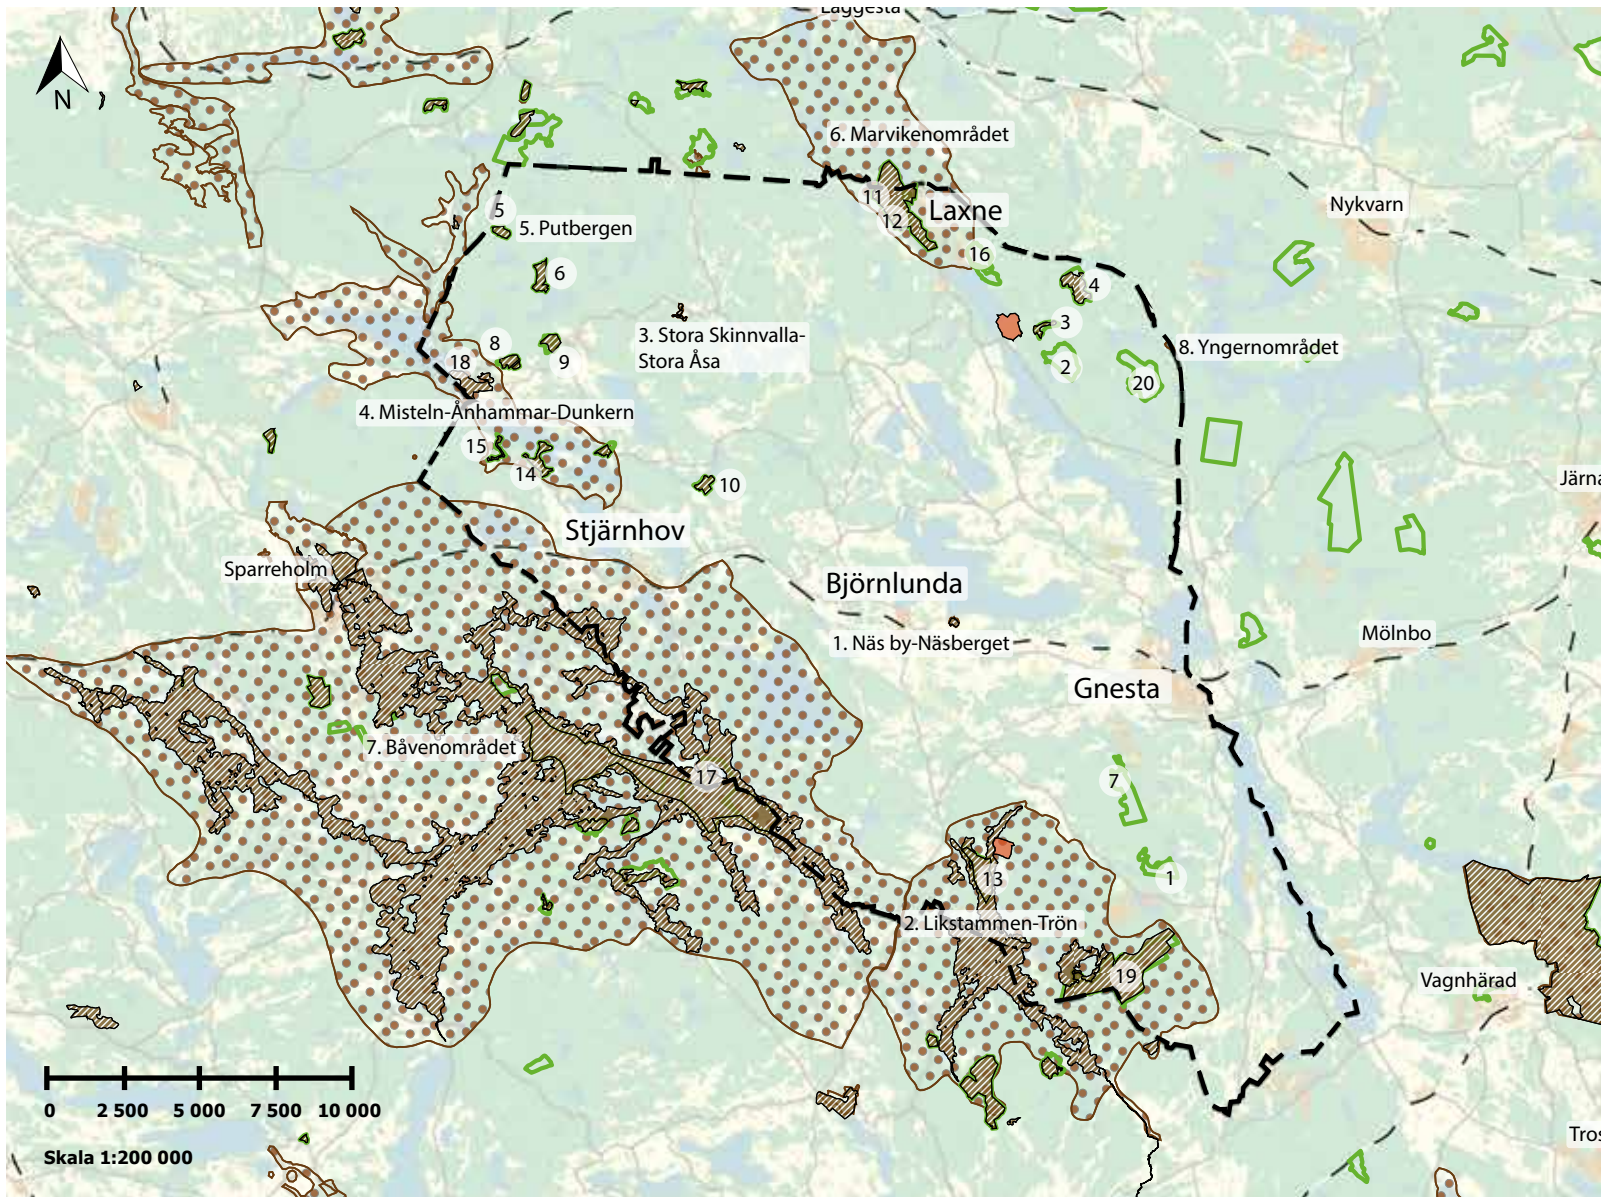 Läggesta
N
6. Marvikenområdet
11
12
Laxne
16
Nykvarn
5
5. Putbergen
6
4
3
2
20
8. Yngernområdet
3. Stora Skinnvalla-
Stora Åsa
8
9
18
4. Misteln-Ånhammar-Dunkern
15
14
10
Järna
Stjärnhov
Sparreholm
Björnlunda
1. Näs by-Näsberget
Mölnbo
Gnesta
7. Båvenområdet
17
7
1
13
2. Likstammen-Trön
19
Vagnhärad
0 2 500 5 000 7 500 10 000
Skala 1:200 000
Tros